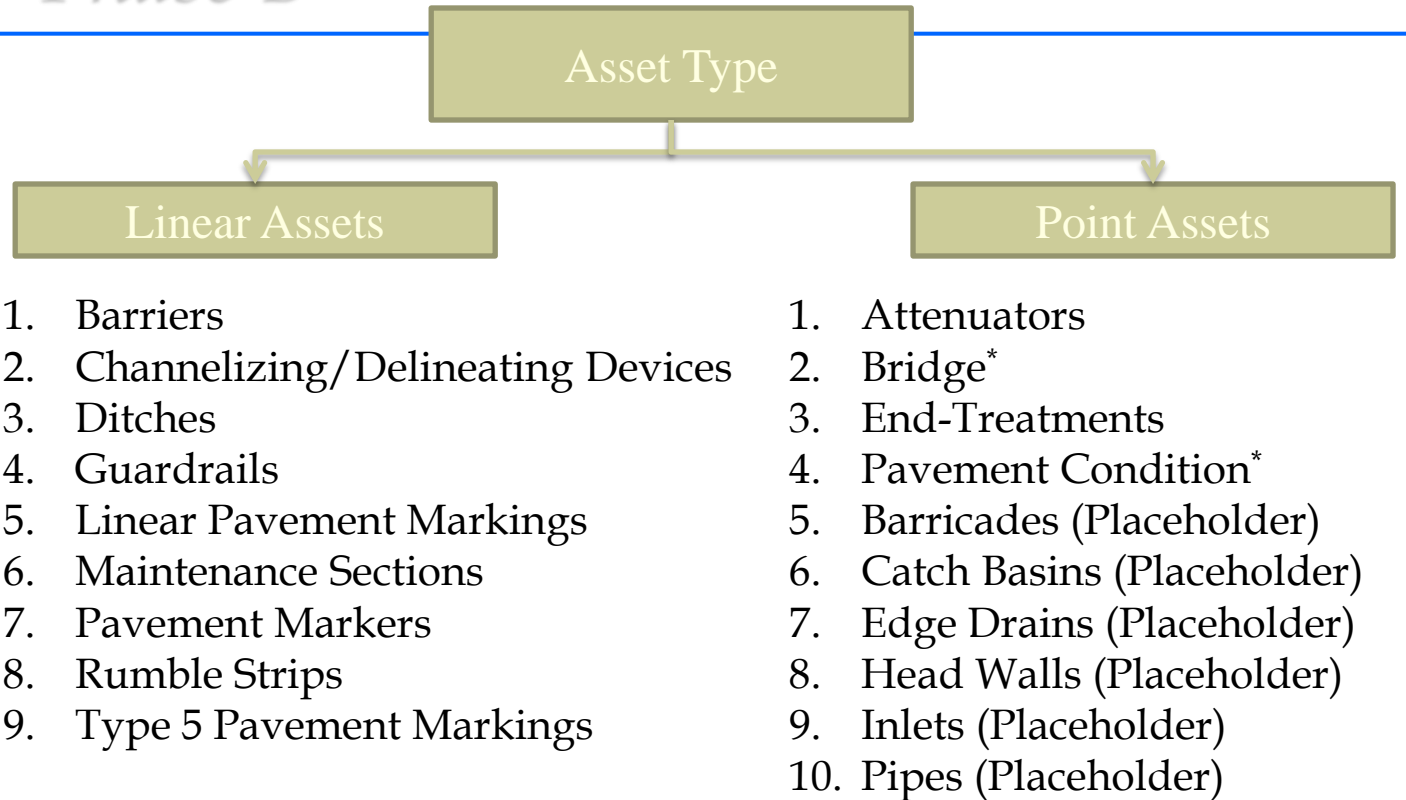 Asset Type
Linear Assets
1. Barriers
2. Channelizing/Delineating Devices
3. Ditches
4. Guardrails
5. Linear Pavement Markings
6. Maintenance Sections
7. Pavement Markers
8. Rumble Strips
9. Type 5 Pavement Markings
Point Assets
1. Attenuators
2. Bridge*
3. End-Treatments
4. Pavement Condition*
5. Barricades (Placeholder)
6. Catch Basins (Placeholder)
7. Edge Drains (Placeholder)
8. Head Walls (Placeholder)
9. Inlets (Placeholder)
10. Pipes (Placeholder)